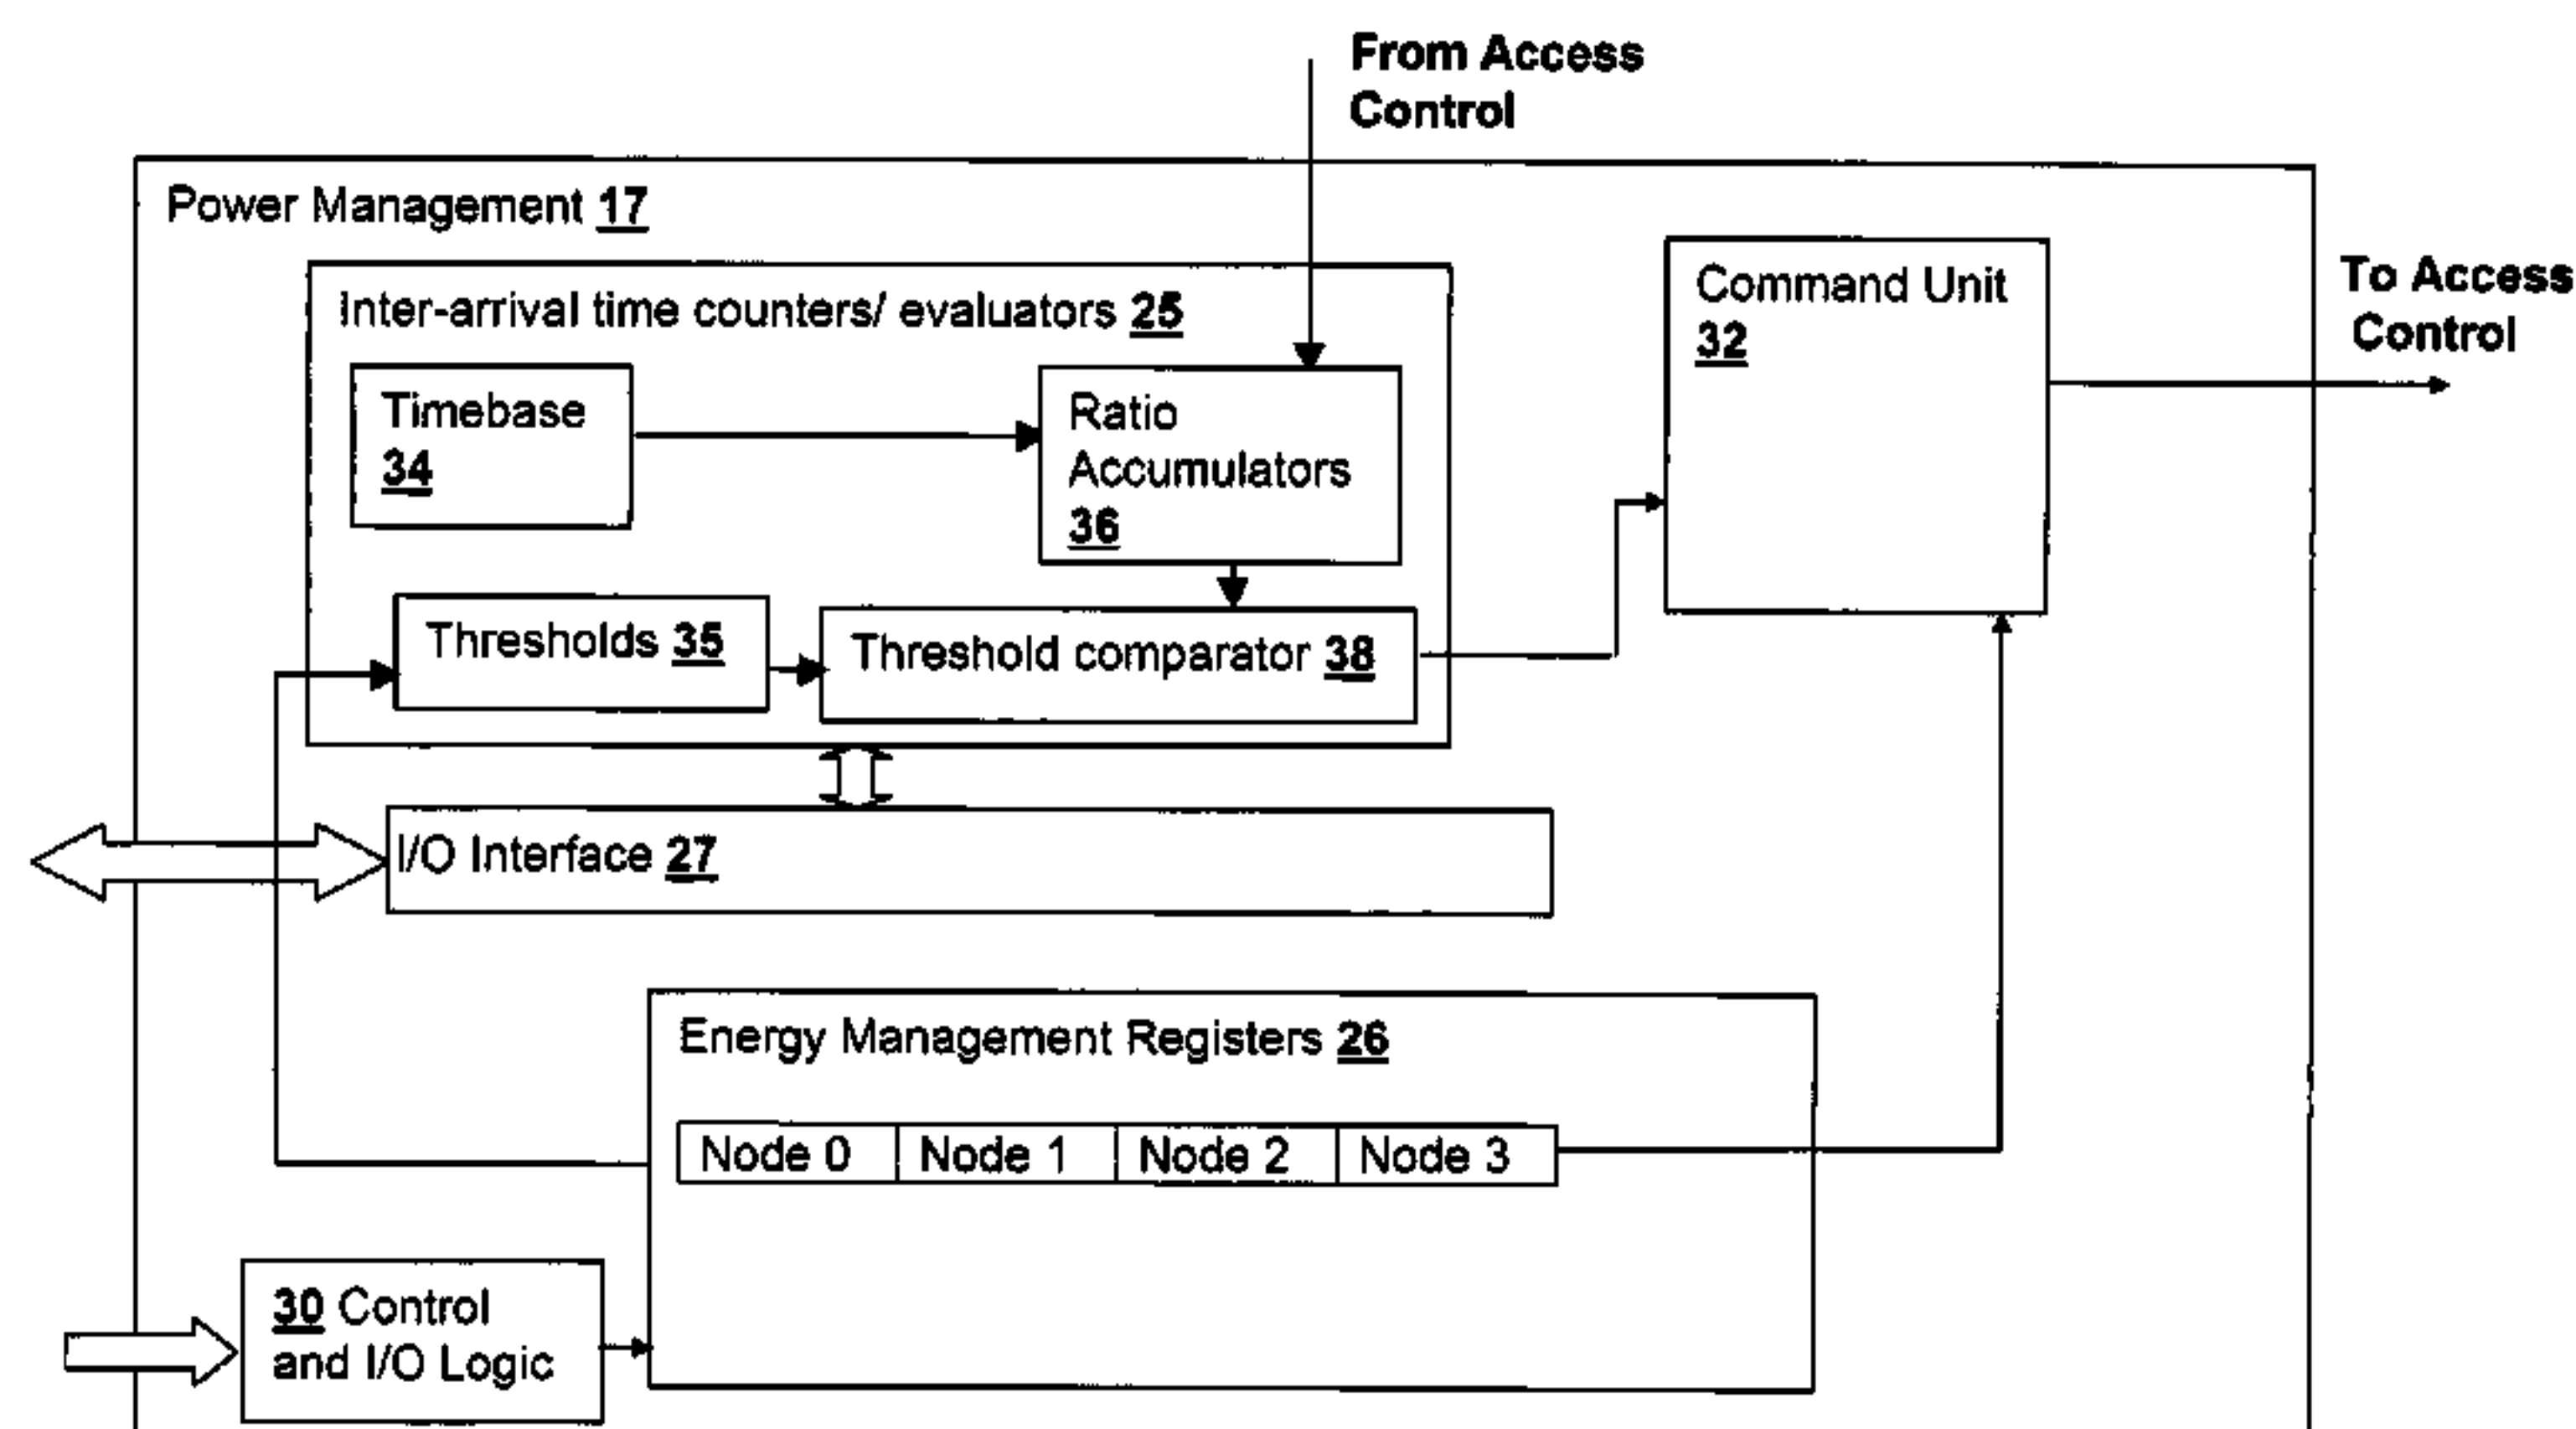 From Access
Control
Power Management 17
Inter-arrival time counters/ evaluators 25
Command Unit
32
To Access
Control
Timebase
34
Ratio
Accumulators
36
Thresholds 35
Threshold comparator 38
I/O Interface 27
Energy Management Registers 26
Node 0 Node 1 Node 2 Node 3
30 Control
and I/O Logic